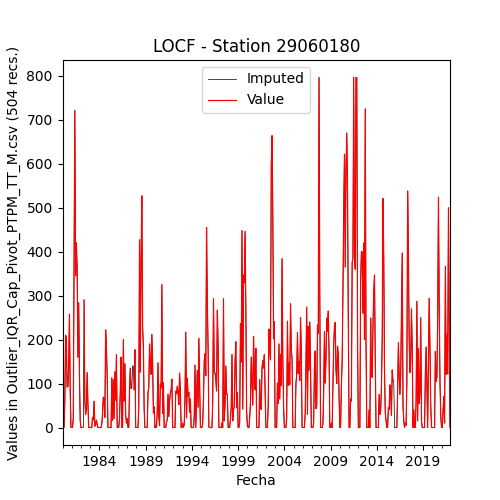 LOCF - Station 29060180
Imputed
Value
Values in Outlier_IQR_Cap_Pivot_PTPM_TT_M.csv (504 recs.)
800
700
600
500
400
300
200
100
0
1984 1989 1994 1999 2004 2009 2014 2019
Fecha